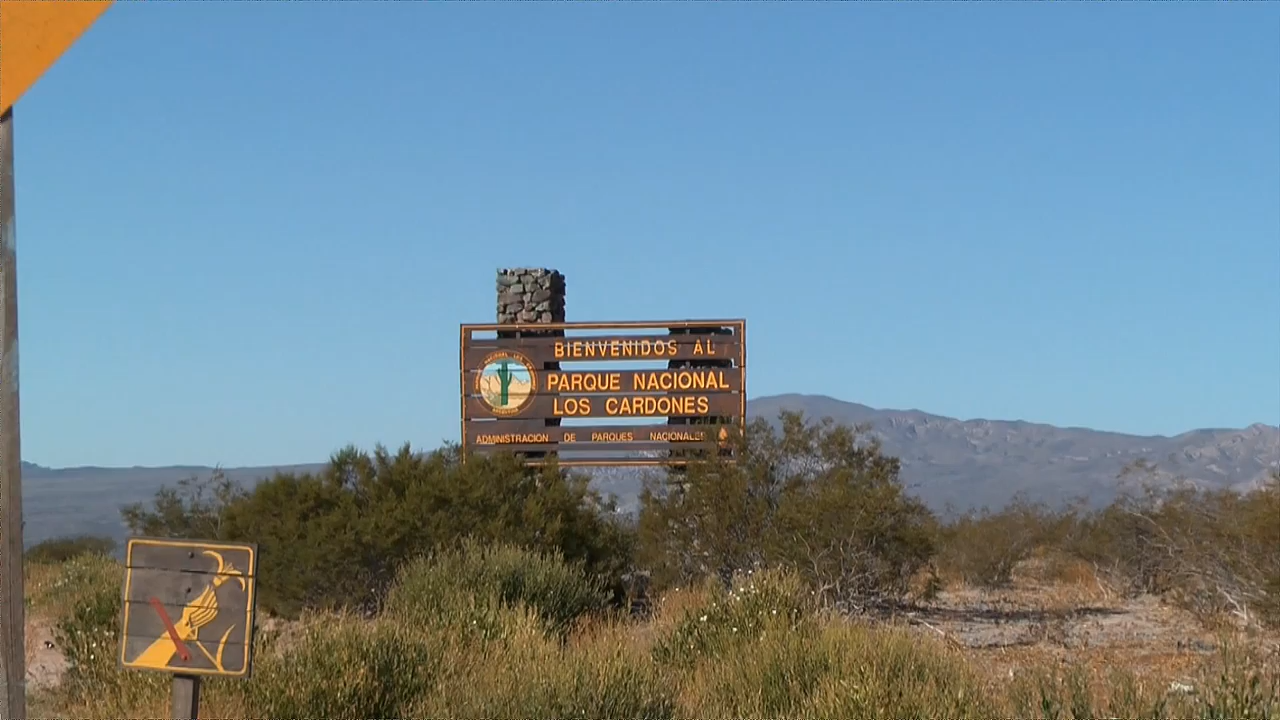 BIENVENIDOS AL
PARQUE NACIONAL
LOS CARDONES
ADMINISTRACION DE PARQUES NACIONALES